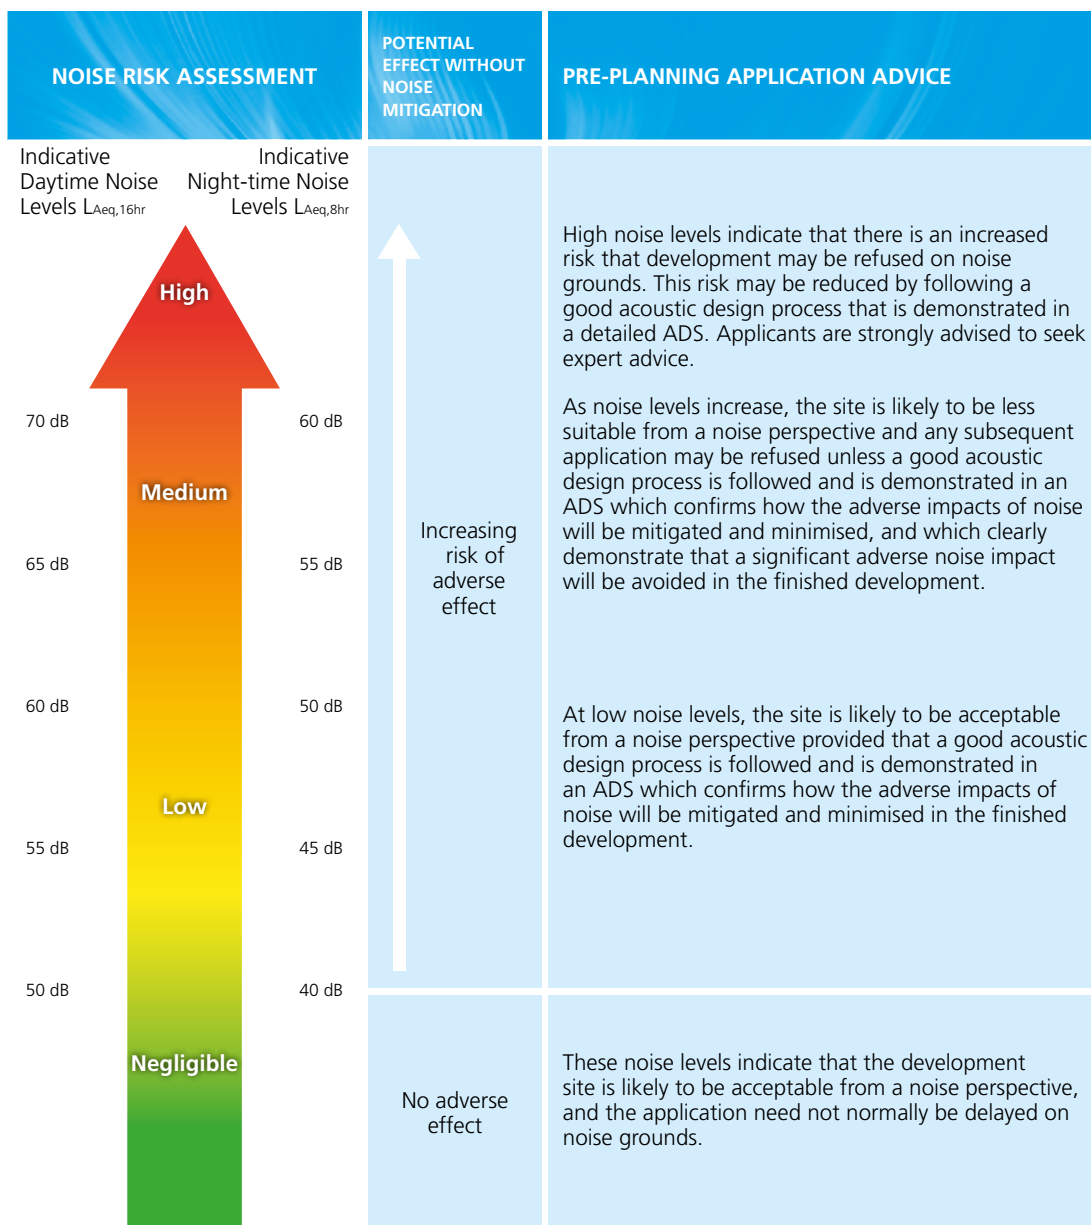 NOISE RISK ASSESSMENT
POTENTIAL
EFFECT WITHOUT
NOISE
MITIGATION
PRE-PLANNING APPLICATION ADVICE
Indicative
Daytime Noise
Levels LAeq,16hr
Indicative
Night-time Noise
Levels LAeq,8hr
High
70 dB
60 dB
Medium
65 dB
55 dB
60 dB
50 dB
Low
55 dB
45 dB
50 dB
40 dB
Negligible
Increasing
risk of
adverse
effect
No adverse
effect
High noise levels indicate that there is an increased
risk that development may be refused on noise
grounds. This risk may be reduced by following a
good acoustic design process that is demonstrated in
a detailed ADS. Applicants are strongly advised to seek
expert advice.
As noise levels increase, the site is likely to be less
suitable from a noise perspective and any subsequent
application may be refused unless a good acoustic
design process is followed and is demonstrated in an
ADS which confirms how the adverse impacts of noise
will be mitigated and minimised, and which clearly
demonstrate that a significant adverse noise impact
will be avoided in the finished development.
At low noise levels, the site is likely to be acceptable
from a noise perspective provided that a good acoustic
design process is followed and is demonstrated in
an ADS which confirms how the adverse impacts of
noise will be mitigated and minimised in the finished
development.
These noise levels indicate that the development
site is likely to be acceptable from a noise perspective,
and the application need not normally be delayed on
noise grounds.